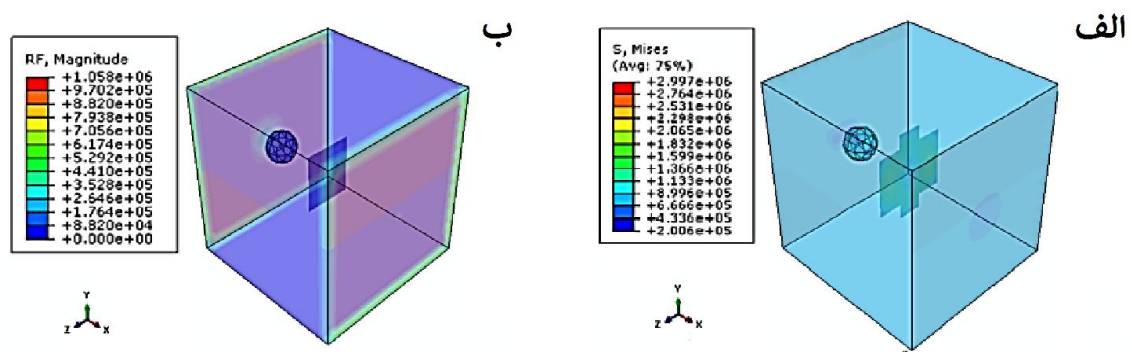 الف
S, Mises
(Avg: 75%)
+2.997e+06
+2.764e+06
+2.531e+06
+2.298e+06
+2.065e+06
+1.832e+06
+1.599e+06
+1.366e+06
+1.133e+06
+8.996e+05
+6.666e+05
+4.336e+05
+2.006e+05
Y
Z X
ب
RF, Magnitude
+1.058e+06
+9.702e+05
+8.820e+05
+7.938e+05
+7.056e+05
+6.174e+05
+5.292e+05
+4.410e+05
+3.528e+05
+2.646e+05
+1.764e+05
+8.820e+04
+0.000e+00
Y
Z X